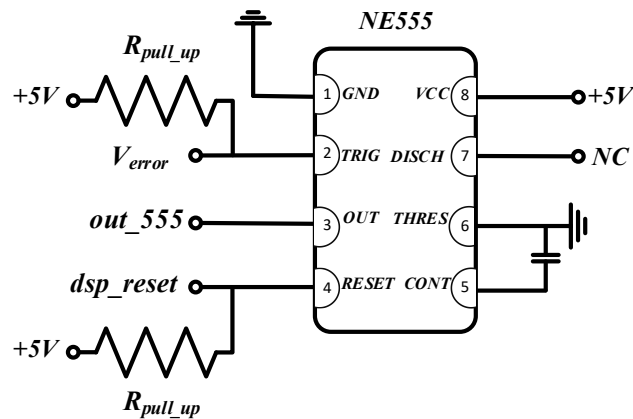 NE555
R_pull_up
+5V
V_error
out_555
dsp_reset
+5V
R_pull_up
1 GND
2 TRIG
3 OUT
4 RESET
VCC 8
DISCH 7
THRES 6
CONT 5
+5V
NC